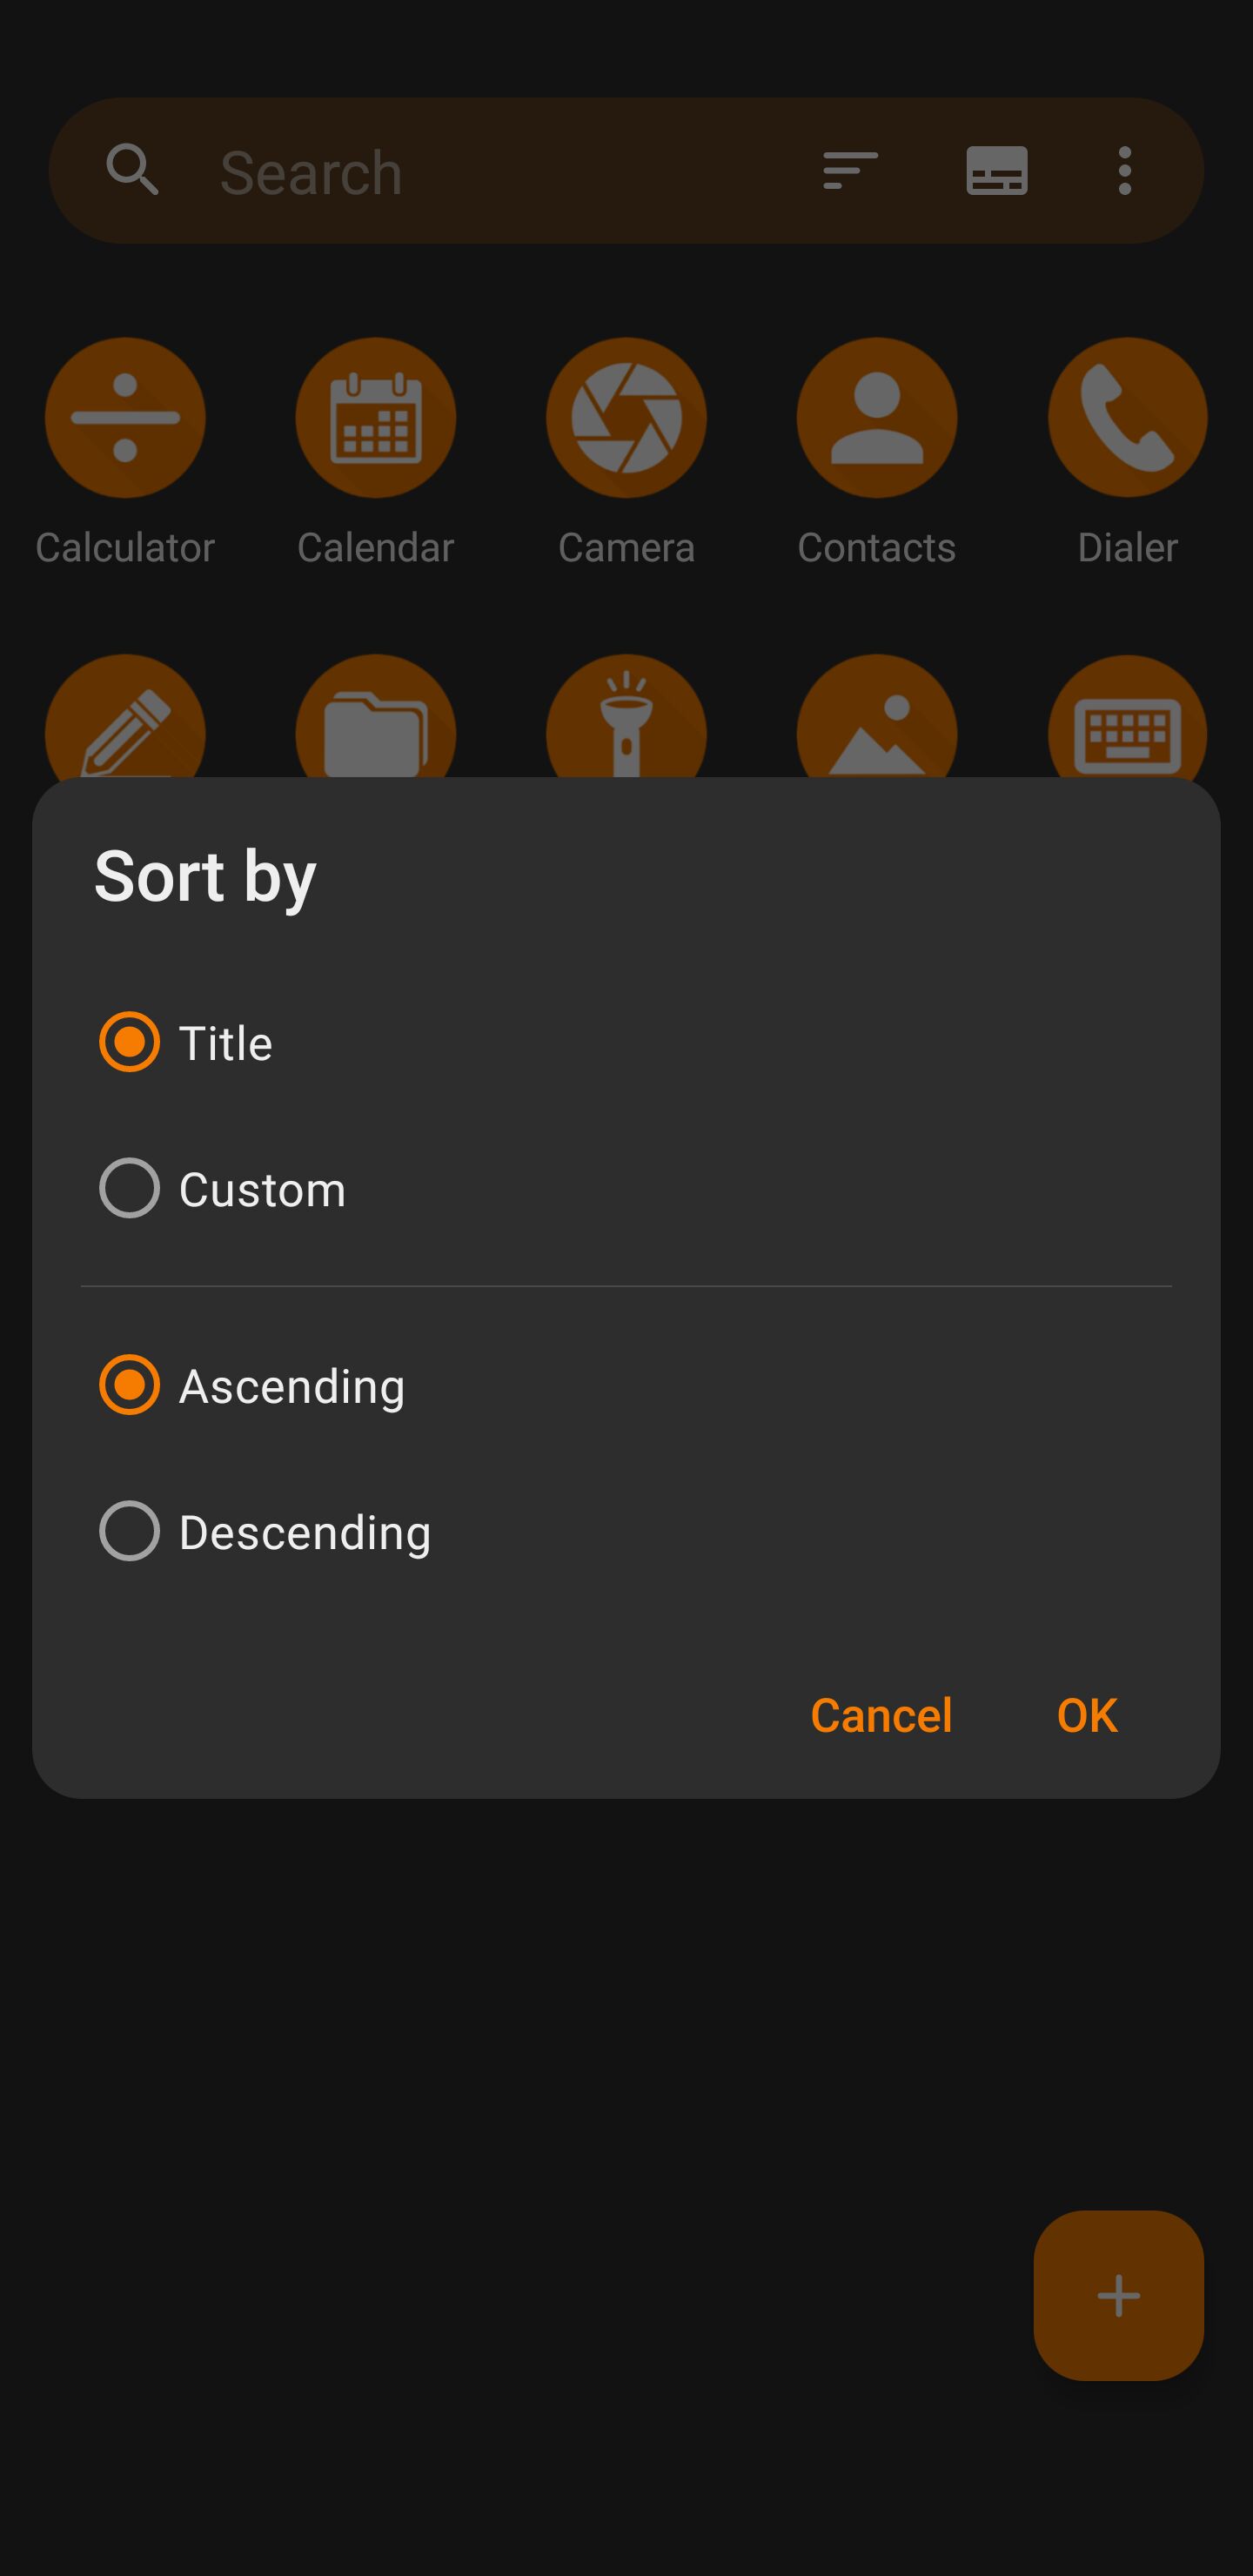 Search
Calculator Calendar Camera Contacts Dialer
Sort by
Title
Custom
Ascending
Descending
Cancel OK